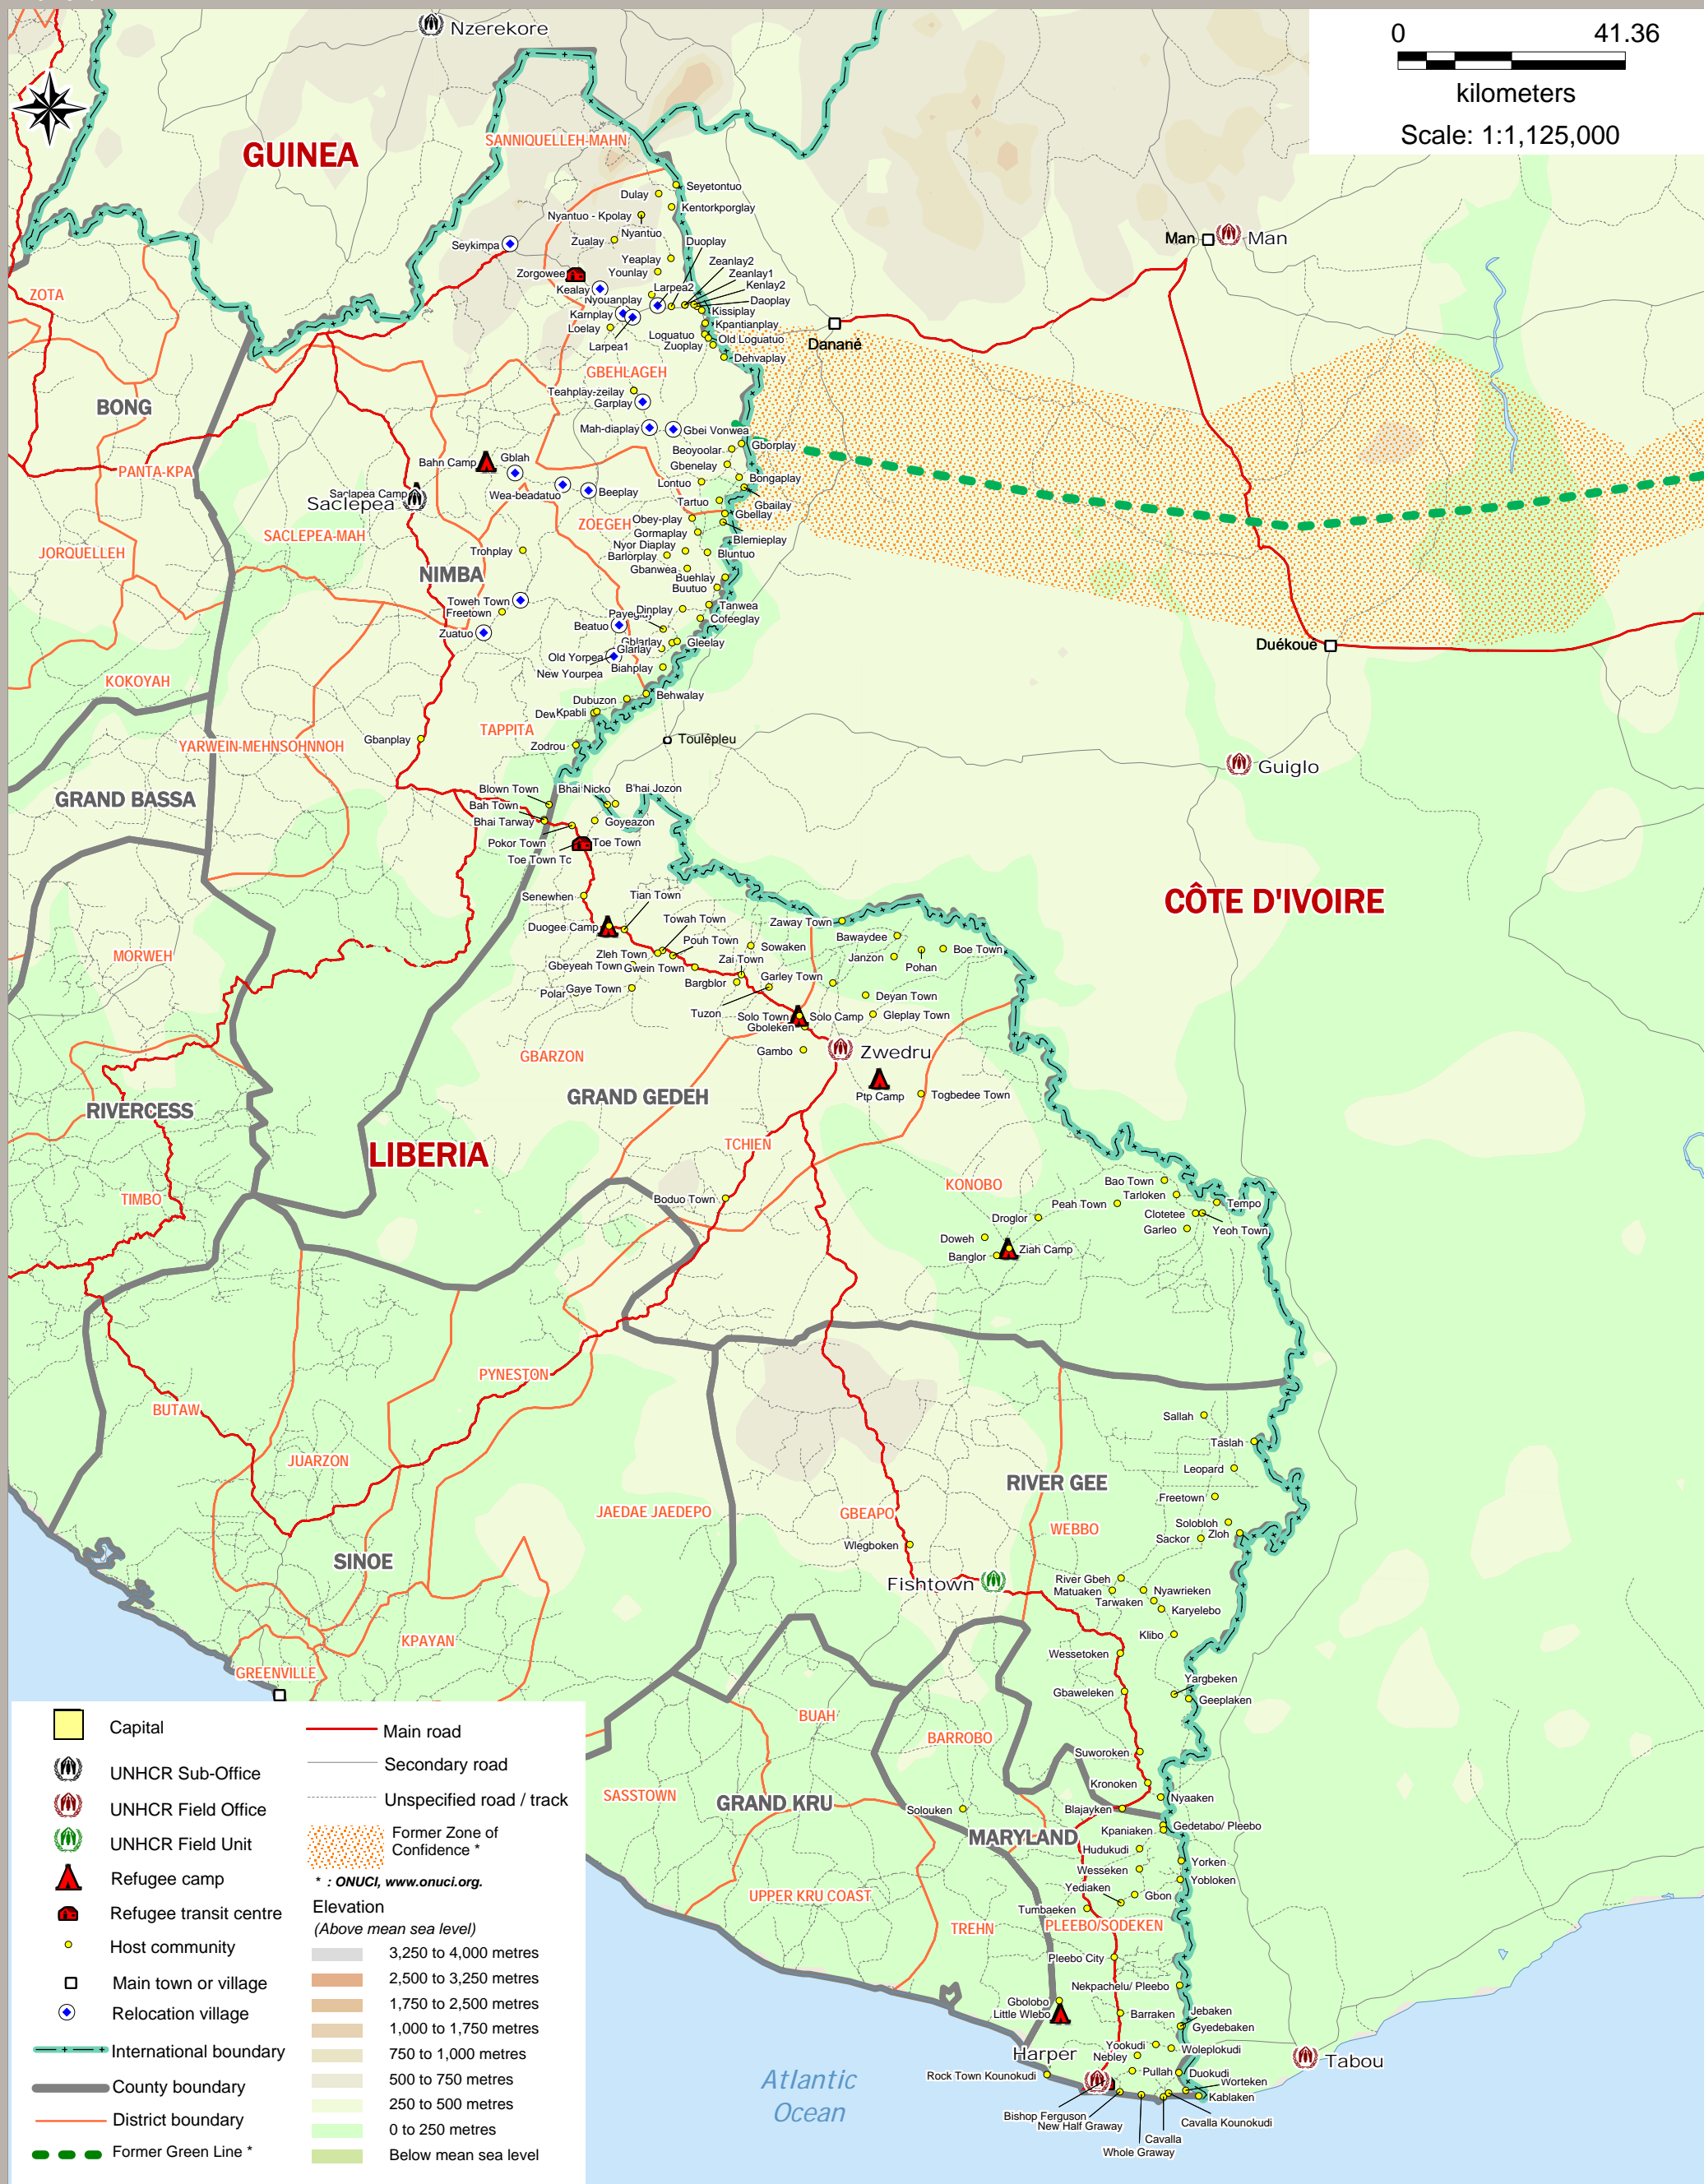 Nzerekore
0 41.36
kilometers
Scale: 1:1,125,000
GUINEA
SANNIQUELLEH-MAHN
Seyetontuo
Dulay
Kentorkporglay
Nyantuo - Kpolay
Nyantuo
Zualay
Duoplay
Seykimpa
Yeaplay
Zeanlay2
Younlay
Zeanlay1
Zorgowee
Kenlay2
Kealay
Larpea2
Daoplay
Nyouanplay
Kissiplay
Karnplay
Kpantianplay
Loelay
Loguatuo
Old Loguatuo
Larpea1
Zuoplay
Dehvaplay
Man
Man
Danané
ZOTA
GBEHLAGEH
Teahplay-zeilay
Garplay
BONG
Mah-diaplay
Gbei Vonwea
Gborplay
Beoyoolar
PANTA-KPA
Bahn Camp
Gblah
Gbenelay
Bongaplay
Lontuo
Saclapea Camp
Saclepea
Wea-beadatuo
Beeplay
Gbailay
Tartuo
Gbellay
ZOEGEH
Obey-play
Blemieplay
SACLEPEA-MAH
Gormaplay
JORQUELLEH
Trohplay
Nyor Diaplay
Bluntuo
Barlorplay
Gbanwea
NIMBA
Buehlay
Buutuo
Toweh Town
Freetown
Dinplay
Tanwea
Payeglay
Cofeeglay
Zuatuo
Beatuo
Gblarlay
Gleelay
Glarlay
Old Yorpea
Biahplay
New Yourpea
Duékoue
KOKOYAH
Dubuzon
Behwalay
Kpabli
TAPPITA
Gbanplay
YARWEIN-MEHNSOHNNOH
Zodrou
Toulépleu
Guiglo
GRAND BASSA
Blown Town
Bhai Nicko
B'hai Jozon
Bah Town
Bhai Tarway
Goyeazon
Pokor Town
Toe Town
Toe Town Tc
CÔTE D'IVOIRE
Senewhen
Tian Town
Duogee Camp
Towah Town
Zaway Town
Bawaydee
MORWEH
Pouh Town
Sowaken
Boe Town
Zleh Town
Zai Town
Janzon
Pohan
Gbeyeah Town
Gwein Town
Garley Town
Polar
Gaye Town
Bargblor
Deyan Town
Tuzon
Solo Town
Solo Camp
Gleplay Town
Gboleken
GBARZON
Gambo
Zwedru
GRAND GEDEH
Ptp Camp
Togbedee Town
RIVERCESS
LIBERIA
TCHIEN
KONOBO
Bao Town
TIMBO
Boduo Town
Tarloken
Peah Town
Tempo
Droglor
Clotetee
Garleo
Yeoh Town
Doweh
Banglor
Ziah Camp
PYNESTON
BUTAW
Sallah
Taslah
JUARZON
Leopard
RIVER GEE
Freetown
JAEDAE JAEDEPO
GBEAPO
WEBBO
Solobloh
Wlegboken
Sackor
Zloh
SINOE
Fishtown
River Gbeh
Matuaken
Nyawrieken
Tarwaken
Karyelebo
KPAYAN
Klibo
GREENVILLE
Wessetoken
Yargbeken
Gbaweleken
Geeplaken
BUAH
BARROBO
Suworoken
Kronoken
SASSTOWN
GRAND KRU
Solouken
Nyaaken
Blajayken
MARYLAND
Kpaniaken
Gedetabo/ Pleebo
Hudukudi
Yorken
Wesseken
Yobloken
UPPER KRU COAST
Yediaken
Gbon
Tumbaeken
TREHN
PLEEBO/SODEKEN
Pleebo City
Nekpachelu/ Pleebo
Gbolobo
Little Wlebo
Barraken
Jebaken
Gyedebaken
Yookudi
Woleplokudi
Harper
Nebley
Tabou
Rock Town Kounokudi
Pullah
Duokudi
Worteken
Kablaken
Bishop Ferguson
New Half Graway
Cavalla Kounokudi
Cavalla
Whole Graway
Atlantic
Ocean
Capital
UNHCR Sub-Office
UNHCR Field Office
UNHCR Field Unit
Refugee camp
Refugee transit centre
Host community
Main town or village
Relocation village
International boundary
County boundary
District boundary
Former Green Line *
Main road
Secondary road
Unspecified road / track
Former Zone of
Confidence *
* : ONUCI, www.onuci.org.
Elevation
(Above mean sea level)
3,250 to 4,000 metres
2,500 to 3,250 metres
1,750 to 2,500 metres
1,000 to 1,750 metres
750 to 1,000 metres
500 to 750 metres
250 to 500 metres
0 to 250 metres
Below mean sea level